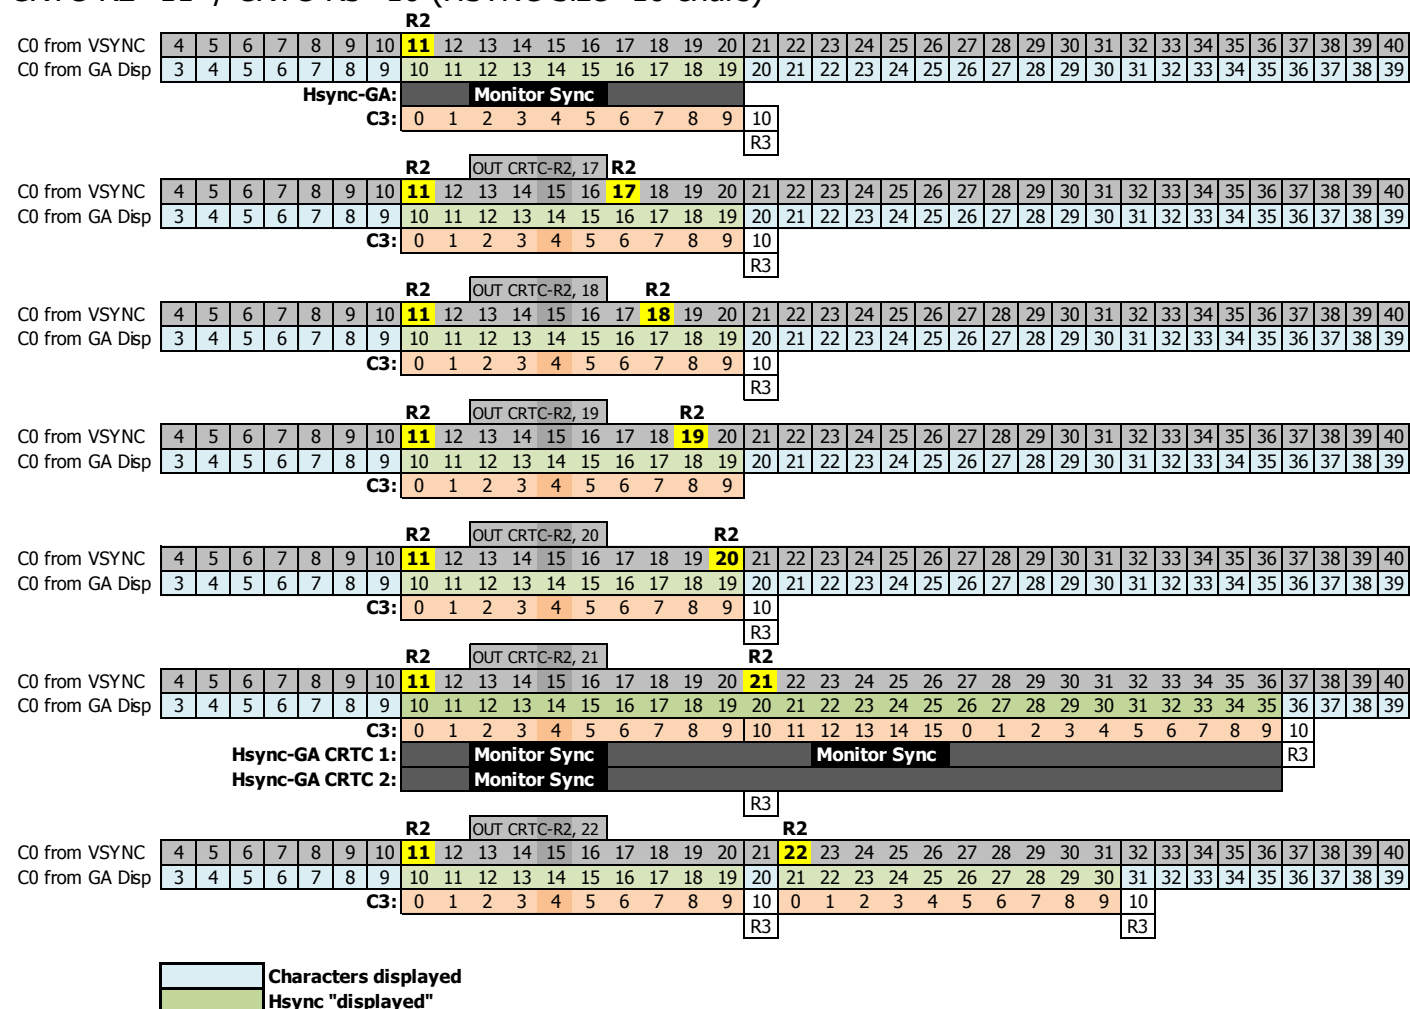 CRTC R2=11 / CRTC R3=10 (HSYNC Size=10 chars)
R2
C0 from VSYNC 4 5 6 7 8 9 10 11 12 13 14 15 16 17 18 19 20 21 22 23 24 25 26 27 28 29 30 31 32 33 34 35 36 37 38 39 40
C0 from GA Disp 3 4 5 6 7 8 9 10 11 12 13 14 15 16 17 18 19 20 21 22 23 24 25 26 27 28 29 30 31 32 33 34 35 36 37 38 39
Hsync-GA: Monitor Sync
C3: 0 1 2 3 4 5 6 7 8 9 10
R3
R2 OUT CRTC-R2, 17 R2
C0 from VSYNC 4 5 6 7 8 9 10 11 12 13 14 15 16 17 18 19 20 21 22 23 24 25 26 27 28 29 30 31 32 33 34 35 36 37 38 39 40
C0 from GA Disp 3 4 5 6 7 8 9 10 11 12 13 14 15 16 17 18 19 20 21 22 23 24 25 26 27 28 29 30 31 32 33 34 35 36 37 38 39
C3: 0 1 2 3 4 5 6 7 8 9 10
R3
R2 OUT CRTC-R2, 18 R2
C0 from VSYNC 4 5 6 7 8 9 10 11 12 13 14 15 16 17 18 19 20 21 22 23 24 25 26 27 28 29 30 31 32 33 34 35 36 37 38 39 40
C0 from GA Disp 3 4 5 6 7 8 9 10 11 12 13 14 15 16 17 18 19 20 21 22 23 24 25 26 27 28 29 30 31 32 33 34 35 36 37 38 39
C3: 0 1 2 3 4 5 6 7 8 9 10
R3
R2 OUT CRTC-R2, 19 R2
C0 from VSYNC 4 5 6 7 8 9 10 11 12 13 14 15 16 17 18 19 20 21 22 23 24 25 26 27 28 29 30 31 32 33 34 35 36 37 38 39 40
C0 from GA Disp 3 4 5 6 7 8 9 10 11 12 13 14 15 16 17 18 19 20 21 22 23 24 25 26 27 28 29 30 31 32 33 34 35 36 37 38 39
C3: 0 1 2 3 4 5 6 7 8 9
R2 OUT CRTC-R2, 20 R2
C0 from VSYNC 4 5 6 7 8 9 10 11 12 13 14 15 16 17 18 19 20 21 22 23 24 25 26 27 28 29 30 31 32 33 34 35 36 37 38 39 40
C0 from GA Disp 3 4 5 6 7 8 9 10 11 12 13 14 15 16 17 18 19 20 21 22 23 24 25 26 27 28 29 30 31 32 33 34 35 36 37 38 39
C3: 0 1 2 3 4 5 6 7 8 9 10
R3
R2 OUT CRTC-R2, 21 R2
C0 from VSYNC 4 5 6 7 8 9 10 11 12 13 14 15 16 17 18 19 20 21 22 23 24 25 26 27 28 29 30 31 32 33 34 35 36 37 38 39 40
C0 from GA Disp 3 4 5 6 7 8 9 10 11 12 13 14 15 16 17 18 19 20 21 22 23 24 25 26 27 28 29 30 31 32 33 34 35 36 37 38 39
C3: 0 1 2 3 4 5 6 7 8 9 10 11 12 13 14 15 0 1 2 3 4 5 6 7 8 9 10
Hsync-GA CRTC 1: Monitor Sync Monitor Sync R3
Hsync-GA CRTC 2: Monitor Sync
R3
R2 OUT CRTC-R2, 22 R2
C0 from VSYNC 4 5 6 7 8 9 10 11 12 13 14 15 16 17 18 19 20 21 22 23 24 25 26 27 28 29 30 31 32 33 34 35 36 37 38 39 40
C0 from GA Disp 3 4 5 6 7 8 9 10 11 12 13 14 15 16 17 18 19 20 21 22 23 24 25 26 27 28 29 30 31 32 33 34 35 36 37 38 39
C3: 0 1 2 3 4 5 6 7 8 9 10 0 1 2 3 4 5 6 7 8 9 10
R3 R3
Characters displayed
Hsync "displayed"